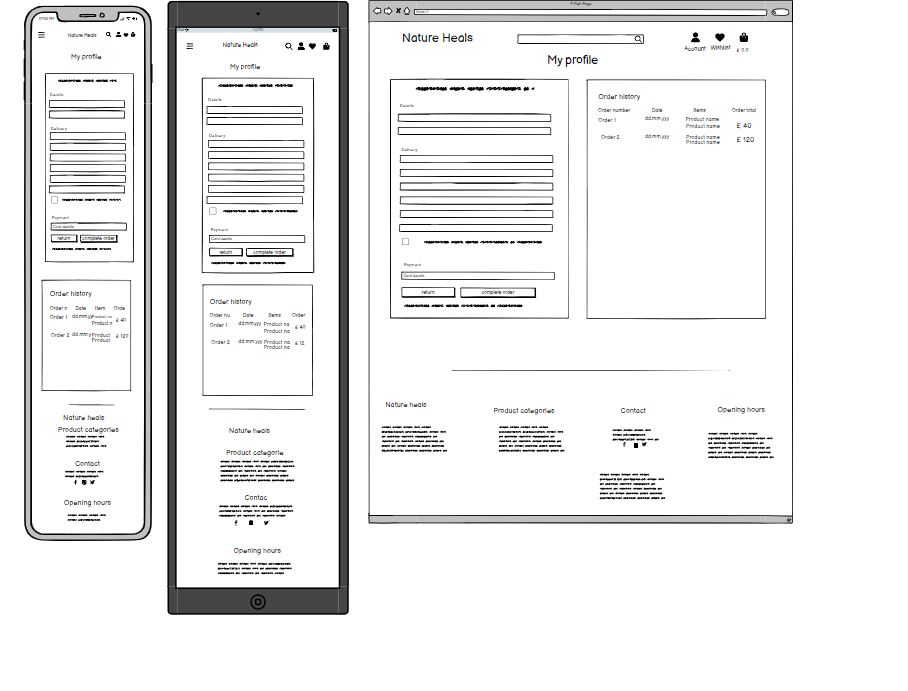 Nature Heals
My profile
Details
Delivery
Payment
Card details
return
complete order
Order history
Order n
Date
Item
Orde
Order 1
dd.mm.yy
Product no
£ 40
Product n
Order 2
dd.mm.y
Product
£ 120
Product
Nature heals
Product categories
Contact
Opening hours
Nature Heals
My profile
Details
Delivery
Payment
Card details
return
complete order
Order history
Order nu
Date
Item
Order
Order 1
dd.mm.yyy
Product na
£ 40
Product na
Order 2
dd.mm.yyy
Product na
£ 12
Product na
Nature heals
Product categorie
Contac
Opening hours
A Web Page
https://
Nature Heals
Account
Wishlist
£ 0.0
My profile
Details
Delivery
Payment
Card details
return
complete order
Order history
Order number
Date
Items
Order total
Order 1
dd.mm.yyy
Product name
£ 40
Product name
Order 2
dd.mm.yyy
Product name
£ 120
Product name
Nature heals
Product categories
Contact
Opening hours